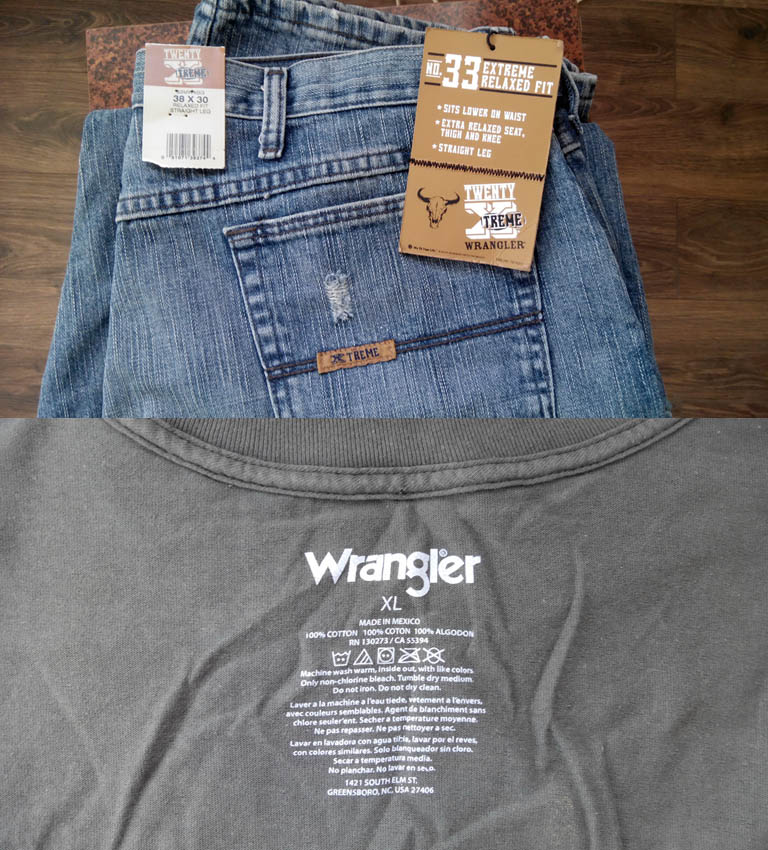 TWENTY
XTREME
38 X 30
RELAXED FIT
STRAIGHT LEG
NO. 33 EXTREME
RELAXED FIT
★ SITS LOWER ON WAIST
★ EXTRA RELAXED SEAT,
THIGH AND KNEE
★ STRAIGHT LEG
TWENTY
XTREME
WRANGLER
XTREME
Wrangler®
XL
MADE IN MEXICO
100% COTTON 100% COTON 100% ALGODON
RN 130273 / CA 55394
Machine wash warm, inside out, with like colors.
Only non-chlorine bleach. Tumble dry medium.
Do not iron. Do not dry clean.
Laver a la machine a l'eau tiede, vetement a l'envers,
avec couleurs semblables. Agent de blanchiment sans
chlore seulement. Secher a temperature moyenne.
Ne pas repasser. Ne pas nettoyer a sec.
Lavar en lavadora con agua tibia, lavar por el reves,
con colores similares. Solo blanqueador sin cloro.
Secar a temperatura media.
No planchar. No lavar en seco.
1421 SOUTH ELM ST,
GREENSBORO, NC, USA 27406